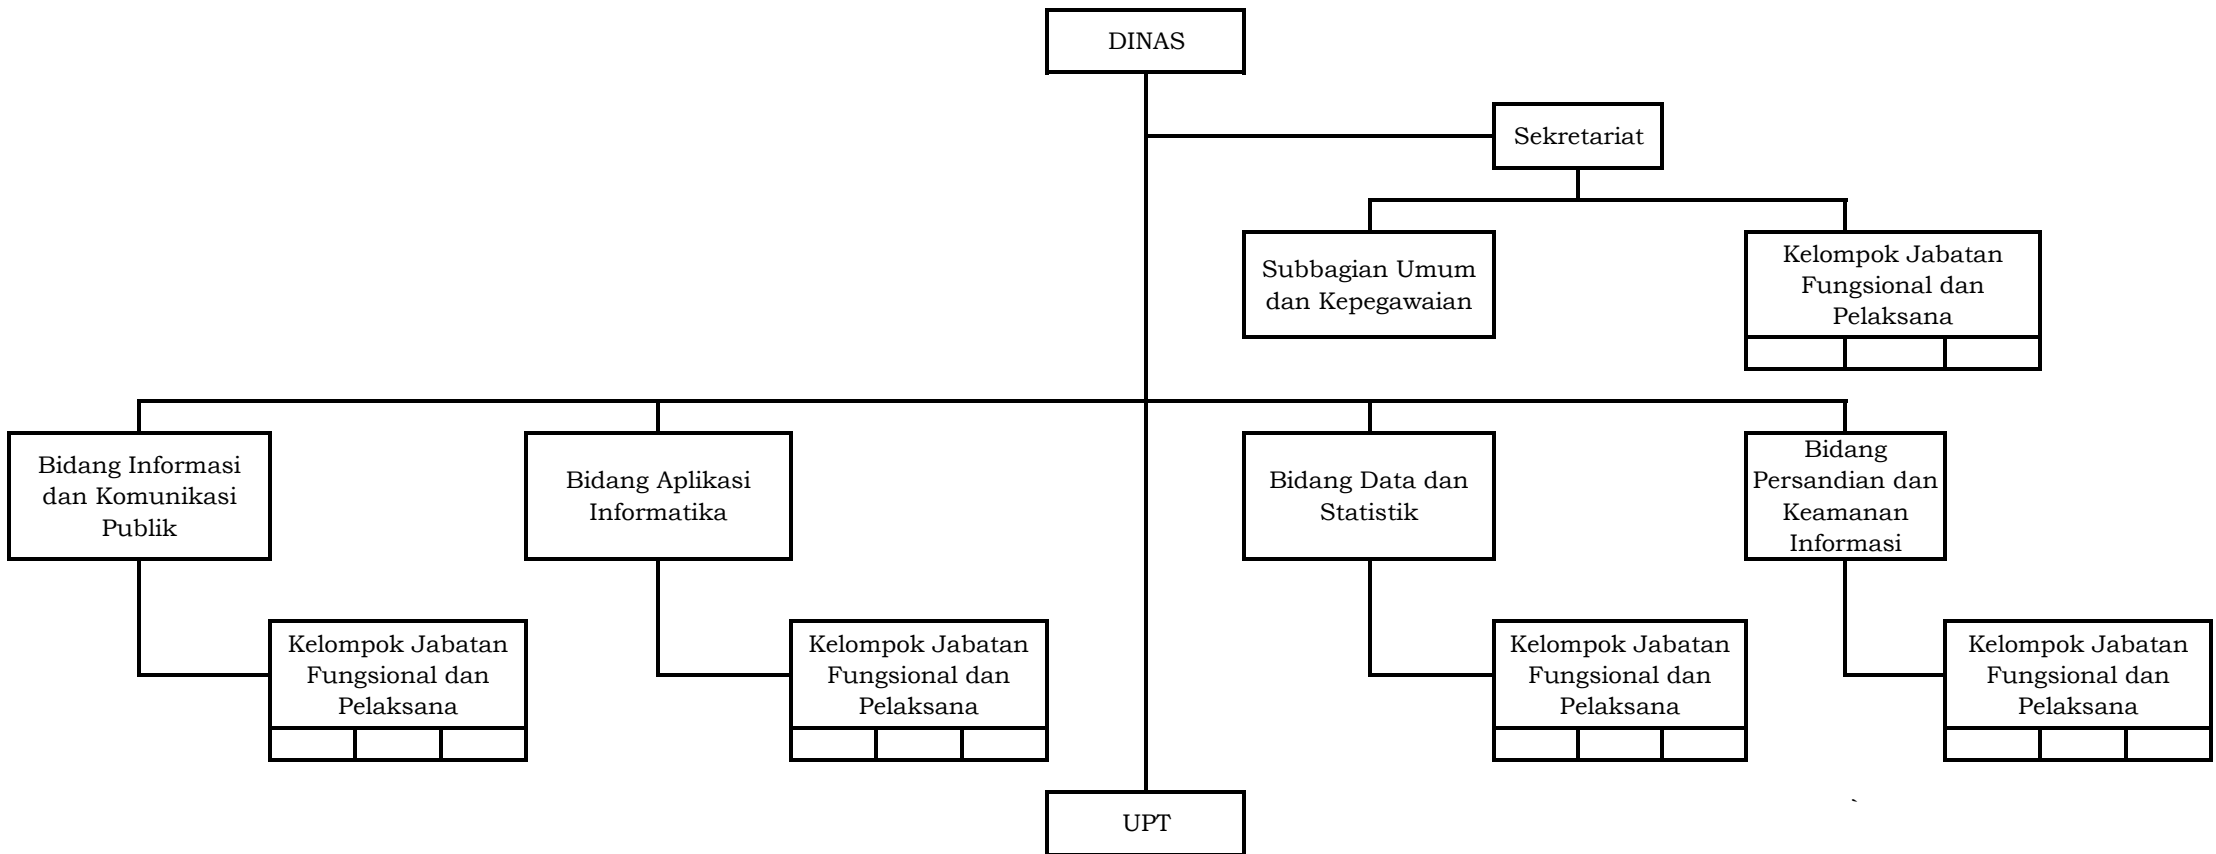 DINAS
Sekretariat
Subbagian Umum
dan Kepegawaian
Kelompok Jabatan
Fungsional dan
Pelaksana
Bidang Informasi
dan Komunikasi
Publik
Bidang Aplikasi
Informatika
Bidang Data dan
Statistik
Bidang
Persandian dan
Keamanan
Informasi
Kelompok Jabatan
Fungsional dan
Pelaksana
Kelompok Jabatan
Fungsional dan
Pelaksana
Kelompok Jabatan
Fungsional dan
Pelaksana
Kelompok Jabatan
Fungsional dan
Pelaksana
UPT
`